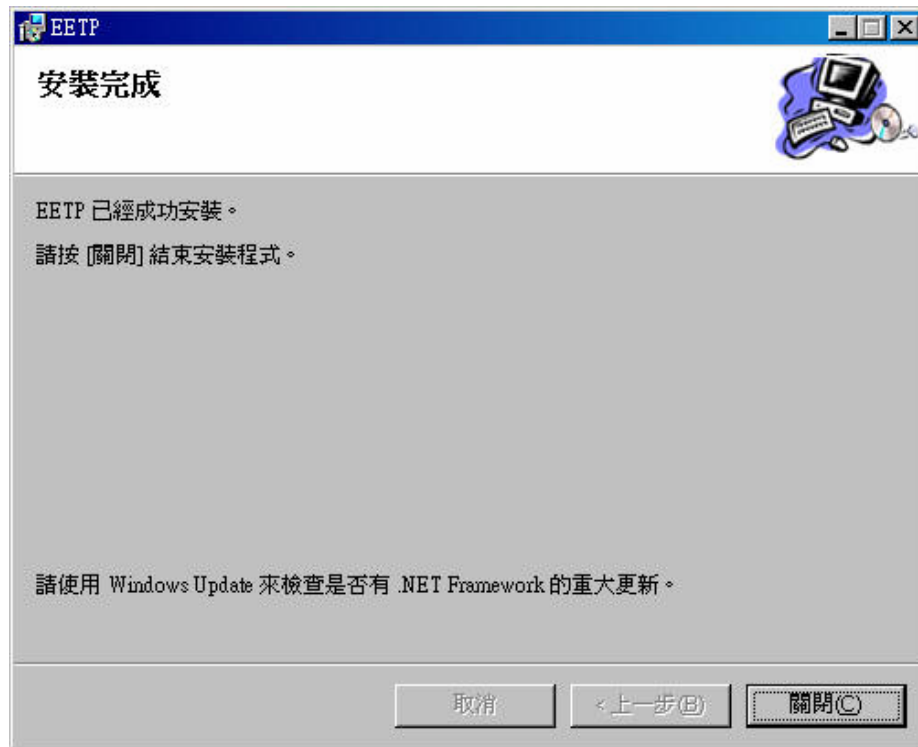 EETP
安裝完成
EETP 已經成功安裝。
請按 [關閉] 結束安裝程式。
請使用 Windows Update 來檢查是否有 .NET Framework 的重大更新。
取消
< 上一步(B)
關閉(C)